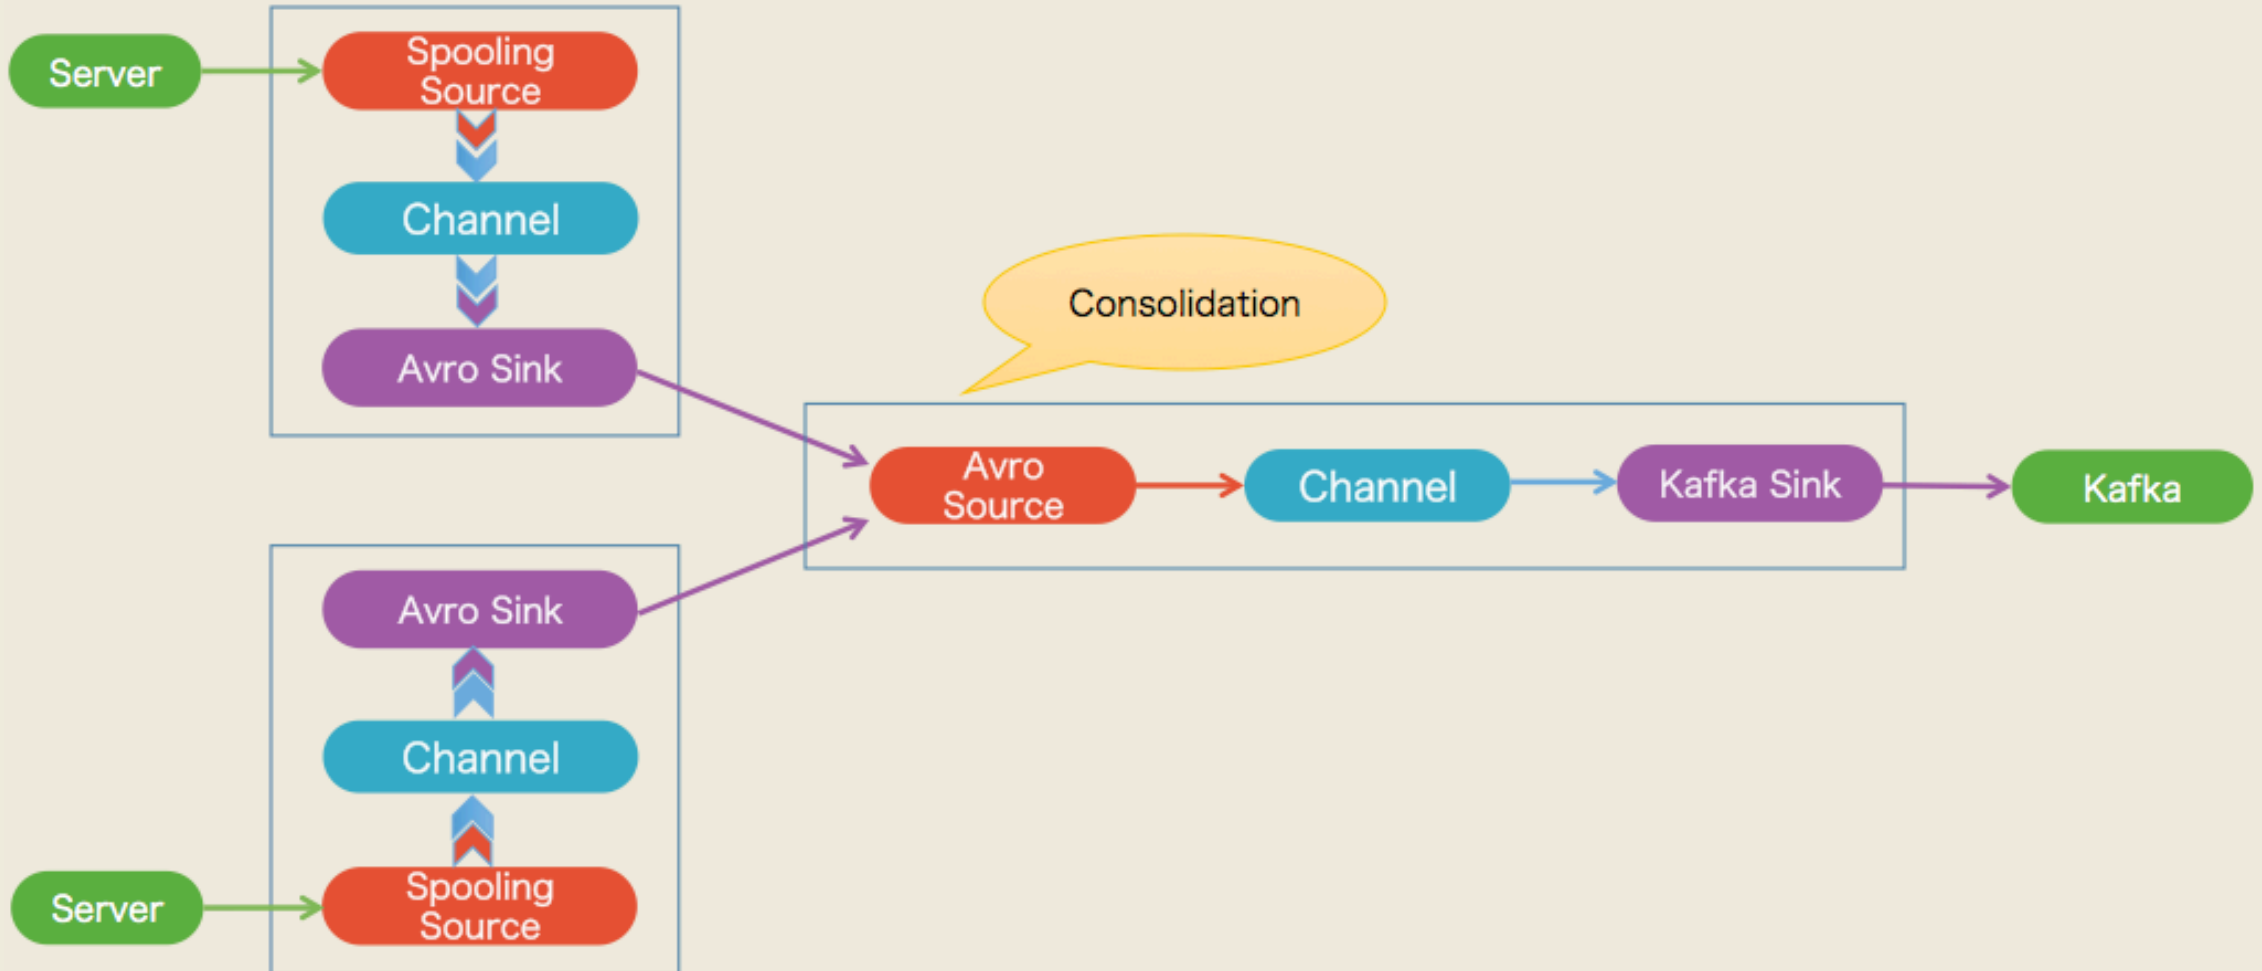 Server
Spooling
Source
Channel
Avro Sink
Consolidation
Avro
Source
Channel
Kafka Sink
Kafka
Avro Sink
Channel
Server
Spooling
Source